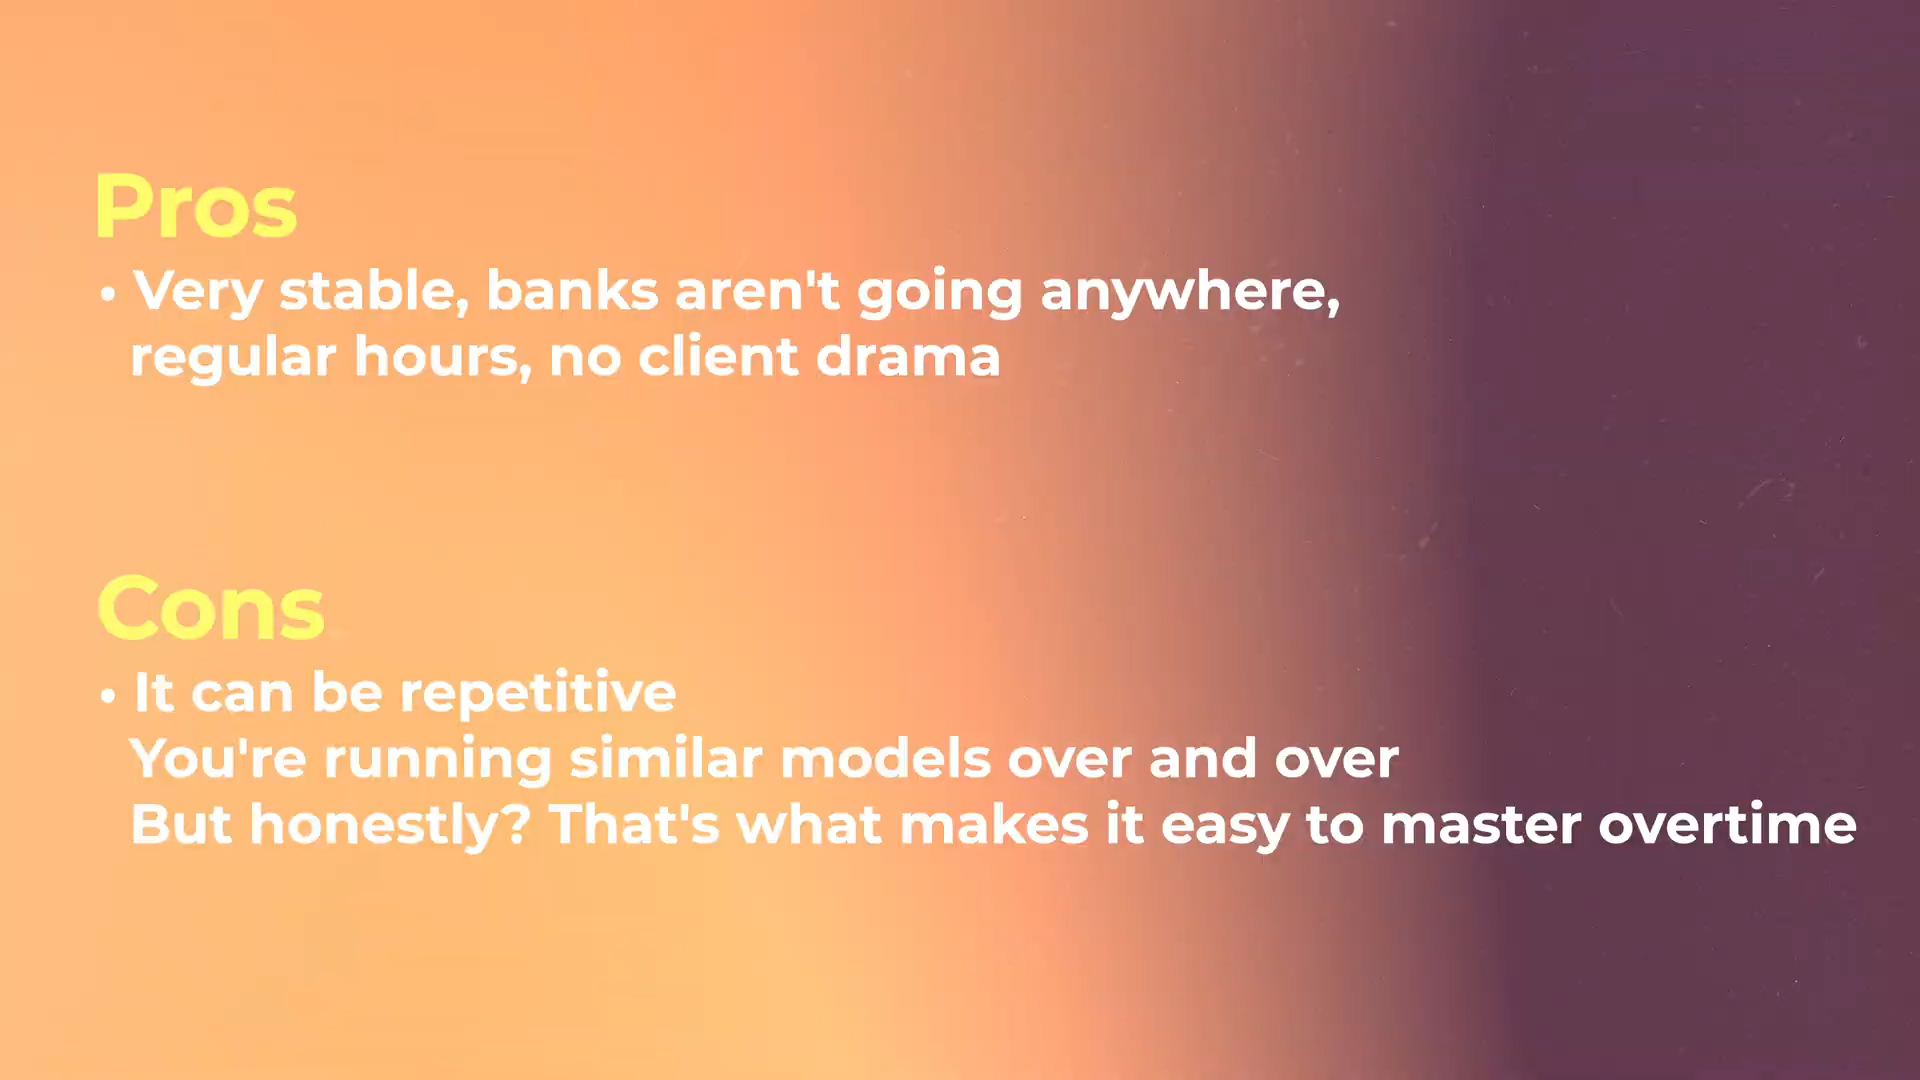 Pros
• Very stable, banks aren't going anywhere,
regular hours, no client drama
Cons
• It can be repetitive
You're running similar models over and over
But honestly? That's what makes it easy to master overtime